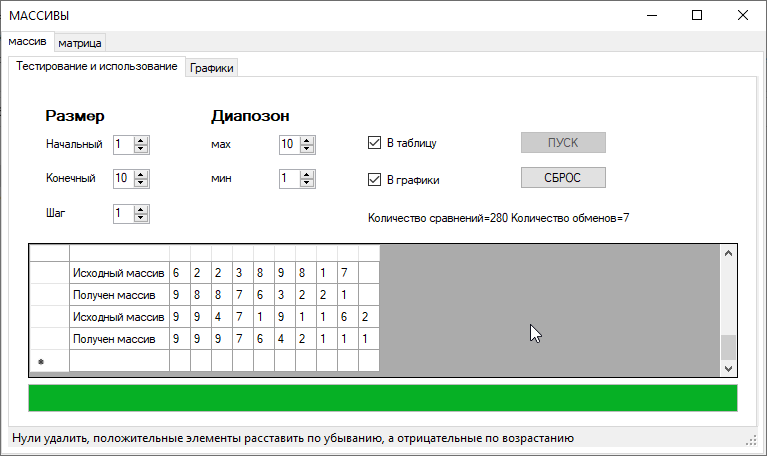 МАССИВЫ
массив матрица
Тестирование и использование Графики
Размер Диапозон
Начальный 1 мах 10 В таблицу ПУСК
Конечный 10 мин 1 В графики СБРОС
Шаг 1
Количество сравнений=280 Количество обменов=7
Исходный массив 6 2 2 3 8 9 8 1 7
Получен массив 9 8 8 7 6 3 2 2 1
Исходный массив 9 9 4 7 1 9 1 1 6 2
Получен массив 9 9 9 7 6 4 2 1 1 1
Нули удалить, положительные элементы расставить по убыванию, а отрицательные по возрастанию